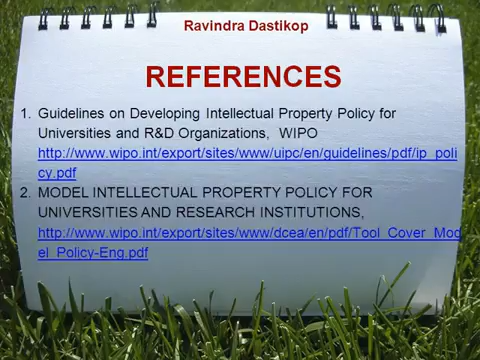 Ravindra Dastikop
REFERENCES
1. Guidelines on Developing Intellectual Property Policy for
Universities and R&D Organizations, WIPO
http://www.wipo.int/export/sites/www/uipc/en/guidelines/pdf/ip_poli
cy.pdf
2. MODEL INTELLECTUAL PROPERTY POLICY FOR
UNIVERSITIES AND RESEARCH INSTITUTIONS,
http://www.wipo.int/export/sites/www/dcea/en/pdf/Tool_Cover_Mod
el_Policy-Eng.pdf